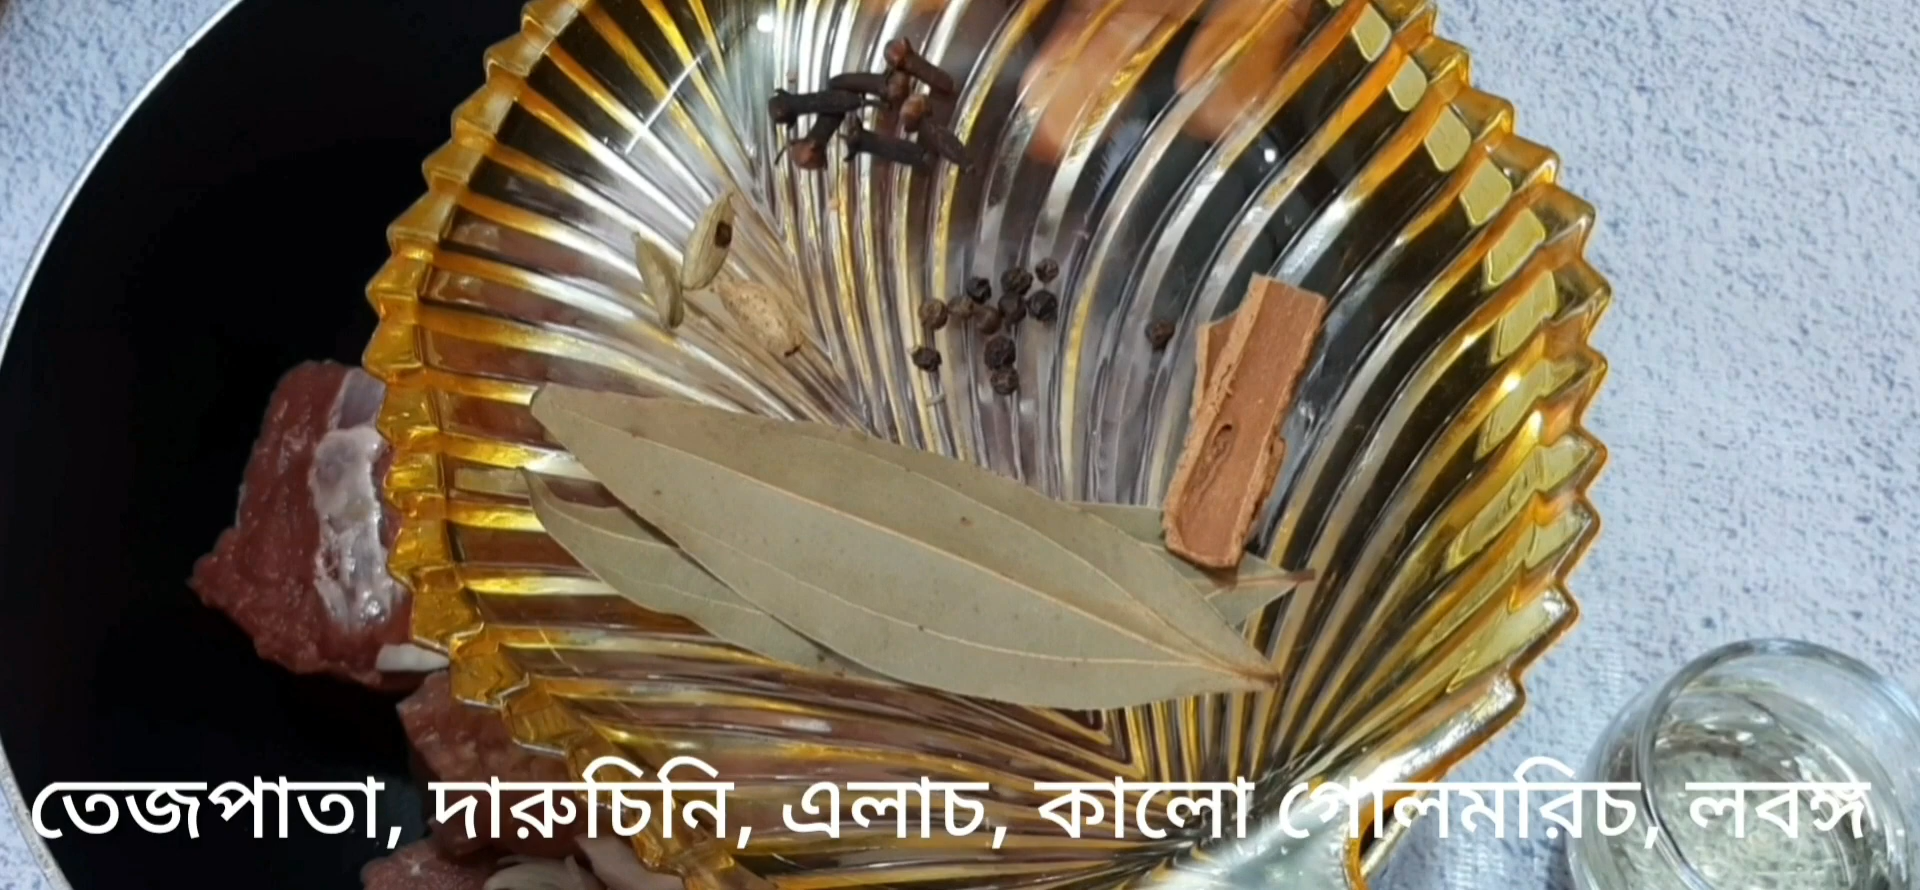 তেজপাতা, দারুচিনি, এলাচ, কালো গোলমরিচ, লবঙ্গ